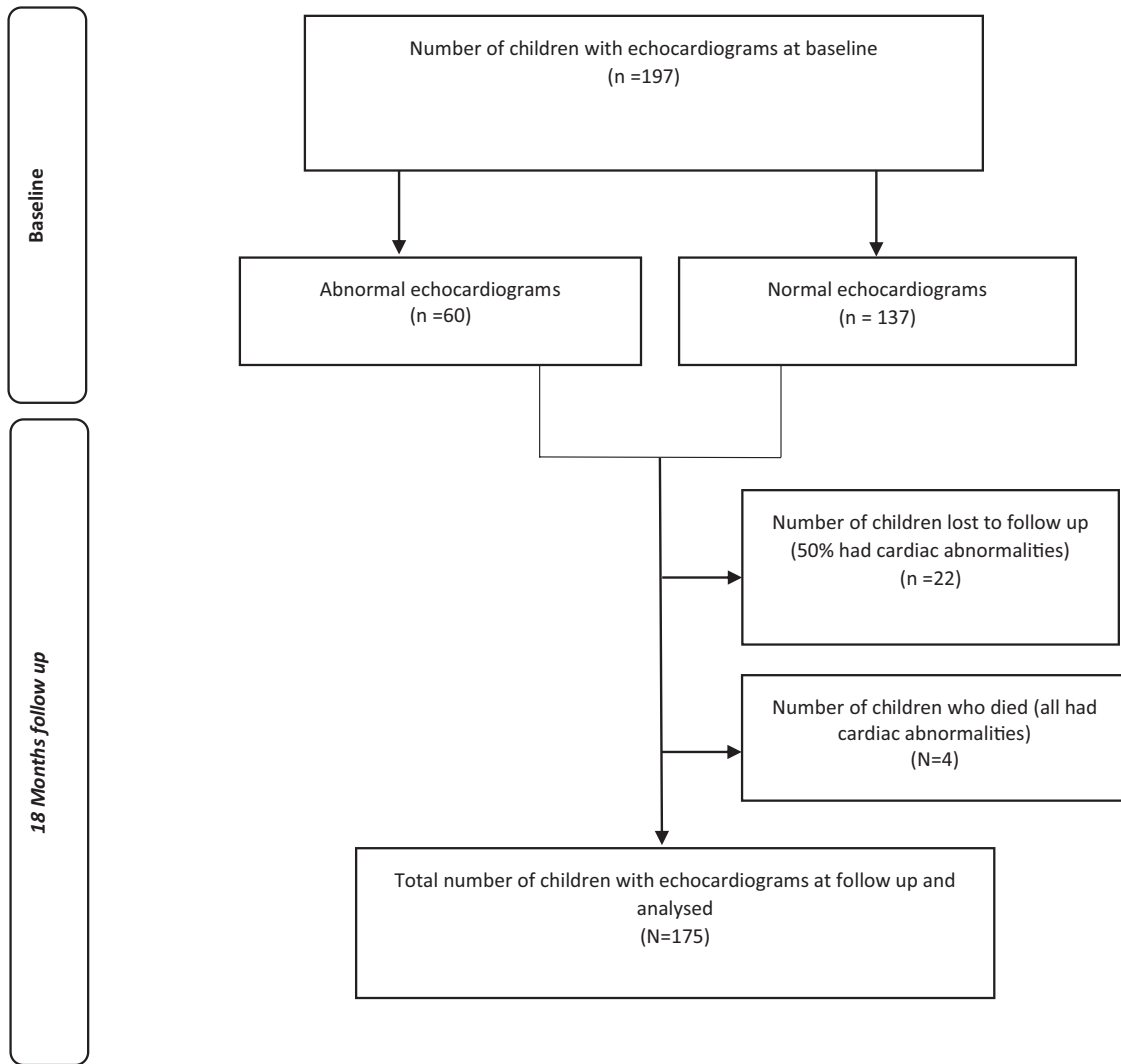 Baseline
Number of children with echocardiograms at baseline
(n =197)
Abnormal echocardiograms
(n =60)
Normal echocardiograms
(n = 137)
18 Months follow up
Number of children lost to follow up
(50% had cardiac abnormalities)
(n =22)
Number of children who died (all had
cardiac abnormalities)
(N=4)
Total number of children with echocardiograms at follow up and
analysed
(N=175)